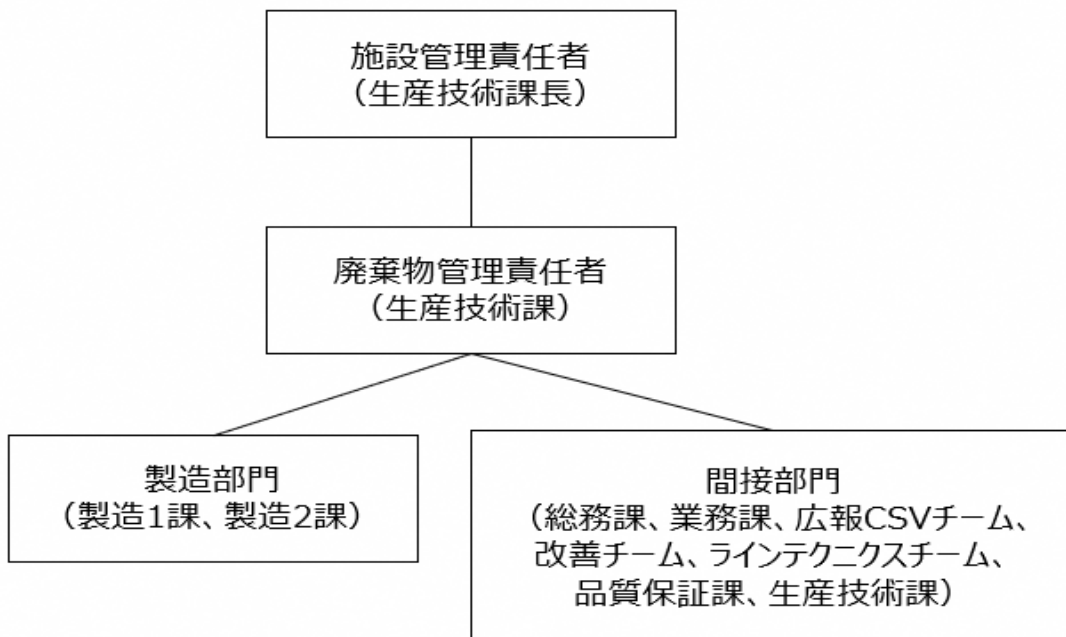 施設管理責任者
（生産技術課長）
廃棄物管理責任者
（生産技術課）
製造部門
（製造1課、製造2課）
間接部門
（総務課、業務課、広報CSVチーム、
改善チーム、ラインテクニクスチーム、
品質保証課、生産技術課）